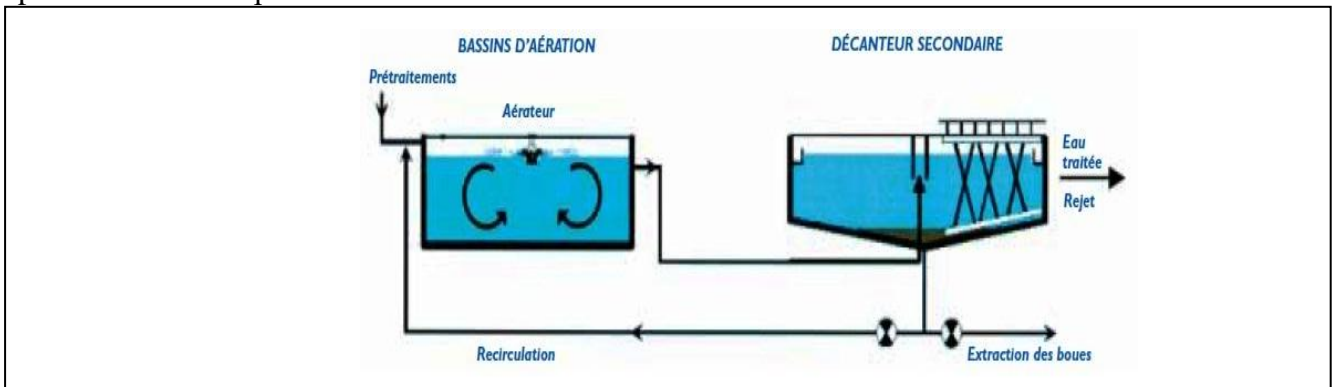 BASSINS D'AÉRATION
DÉCANTEUR SECONDAIRE
Prétraitements
Aérateur
Eau
traitée
Rejet
Recirculation
Extraction des boues